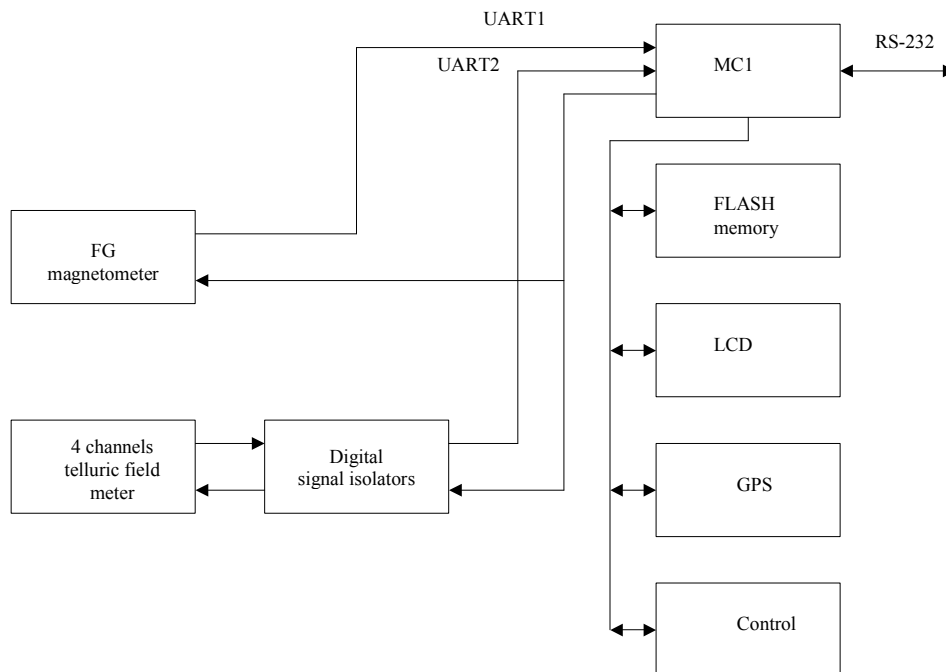 UART1
RS-232
UART2
MC1
FLASH
memory
FG
magnetometer
LCD
4 channels
telluric field
meter
Digital
signal isolators
GPS
Control